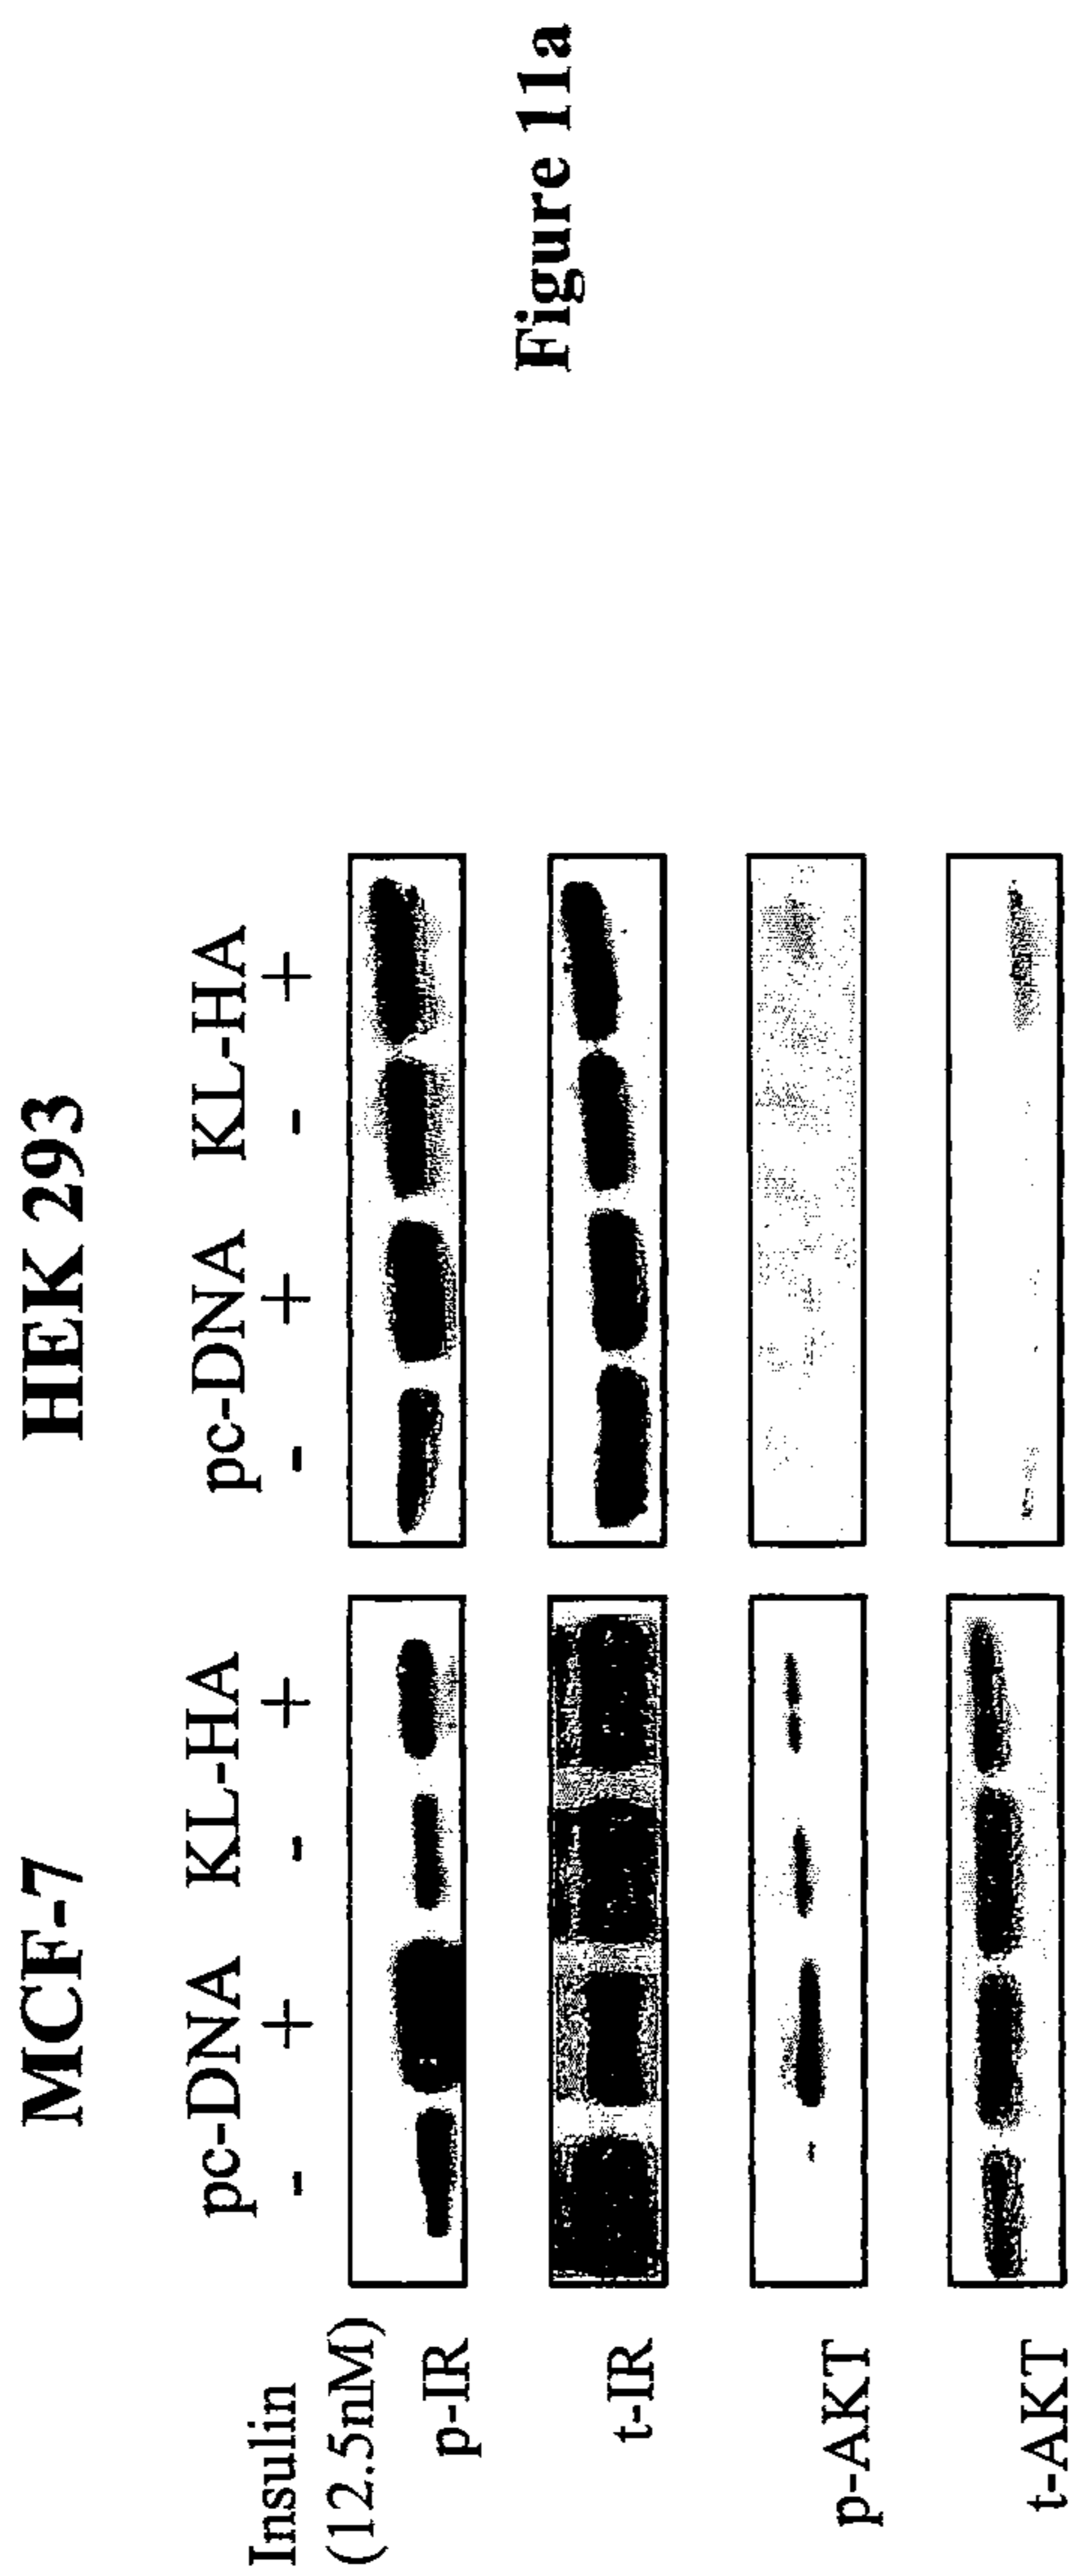 MCF-7 HEK 293
pc-DNA KL-HA pc-DNA KL-HA
Insulin - + - + - + - +
(12.5nM)
p-IR
t-IR
p-AKT
t-AKT
Figure 11a